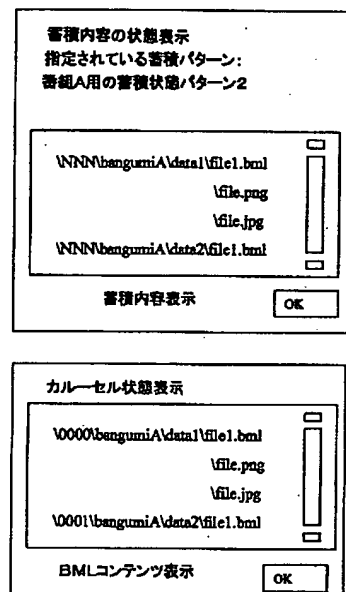 蓄積内容の状態表示
指定されている蓄積パターン:
番組A用の蓄積状態パターン2
\NNN\bangumiA\data1\file1.bml
\file.png
\file.jpg
\NNN\bangumiA\data2\file1.bml
蓄積内容表示
OK
カルーセル状態表示
\0000\bangumiA\data1\file1.bml
\file.png
\file.jpg
\0001\bangumiA\data2\file1.bml
BMLコンテンツ表示
OK